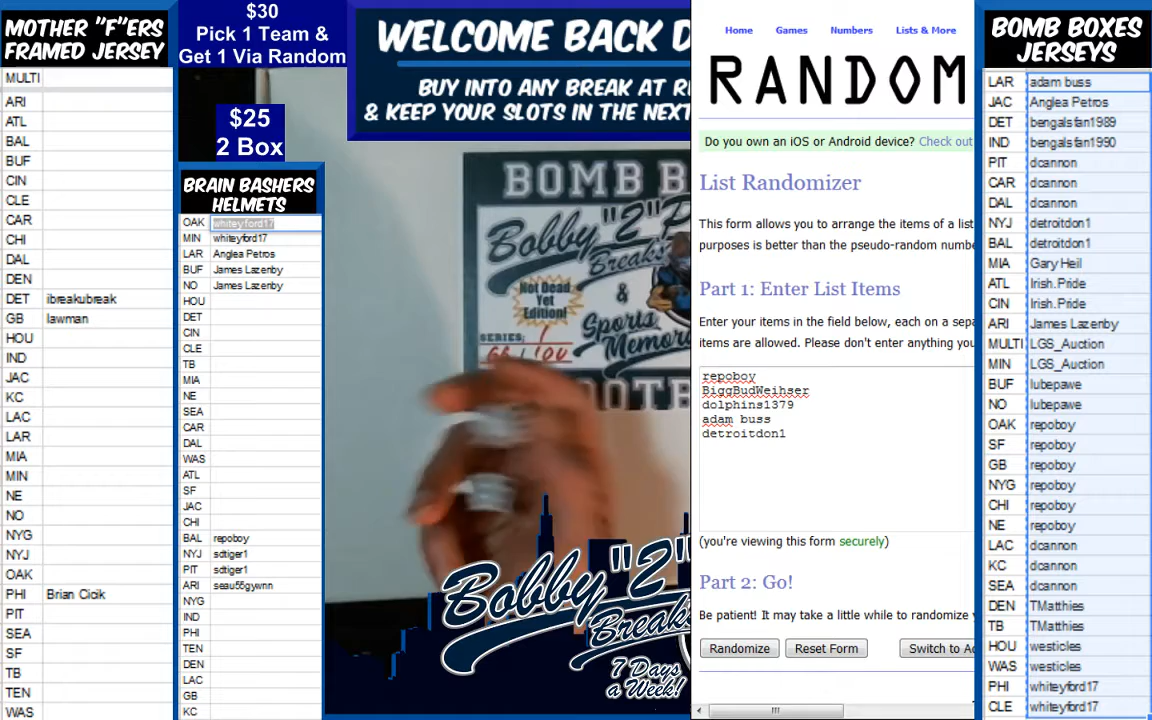 MOTHER "F"ERS
FRAMED JERSEY
MULTI
ARI
ATL
BAL
BUF
CIN
CLE
CAR
CHI
DAL
DEN
DET ibreakubreak
GB lawman
HOU
IND
JAC
KC
LAC
LAR
MIA
MIN
NE
NO
NYG
NYJ
OAK
PHI Brian Cicik
PIT
SEA
SF
TB
TEN
WAS
$30
Pick 1 Team &
Get 1 Via Random
$25
2 Box
BRAIN BASHERS
HELMETS
OAK whiteyford17
MIN whiteyford17
LAR Anglea Petros
BUF James Lazenby
NO James Lazenby
HOU
DET
CIN
CLE
TB
MIA
NE
SEA
CAR
DAL
WAS
ATL
SF
JAC
CHI
BAL repoboy
NYJ sdtiger1
PIT sdtiger1
ARI seau55gywnn
NYG
IND
PHI
TEN
DEN
LAC
GB
KC
WELCOME BACK D
BUY INTO ANY BREAK AT RE
& KEEP YOUR SLOTS IN THE NEXT
BOMB B
Bobby "2" P
Breaks
Not Dead
Yet
Edition!
&
Sports
Memor
SERIES: 1
Bobby "2"
Breaks
7 Days
a Week!
Home Games Numbers Lists & More
RANDOM
Do you own an iOS or Android device? Check out
List Randomizer
This form allows you to arrange the items of a list
purposes is better than the pseudo-random numbe
Part 1: Enter List Items
Enter your items in the field below, each on a sepa
items are allowed. Please don't enter anything you
repoboy
BiggBudWeihser
dolphins1379
adam buss
detroitdon1
(you're viewing this form securely)
Part 2: Go!
Be patient! It may take a little while to randomize y
Randomize Reset Form Switch to Ad
BOMB BOXES
JERSEYS
LAR adam buss
JAC Anglea Petros
DET bengalsfan1989
IND bengalsfan1990
PIT dcannon
CAR dcannon
DAL dcannon
NYJ detroitdon1
BAL detroitdon1
MIA Gary Heil
ATL Irish.Pride
CIN Irish.Pride
ARI James Lazenby
MULTI LGS_Auction
MIN LGS_Auction
BUF lubepawe
NO lubepawe
OAK repoboy
SF repoboy
GB repoboy
NYG repoboy
CHI repoboy
NE repoboy
LAC dcannon
KC dcannon
SEA dcannon
DEN TMatthies
TB TMatthies
HOU westicles
WAS westicles
PHI whiteyford17
CLE whiteyford17